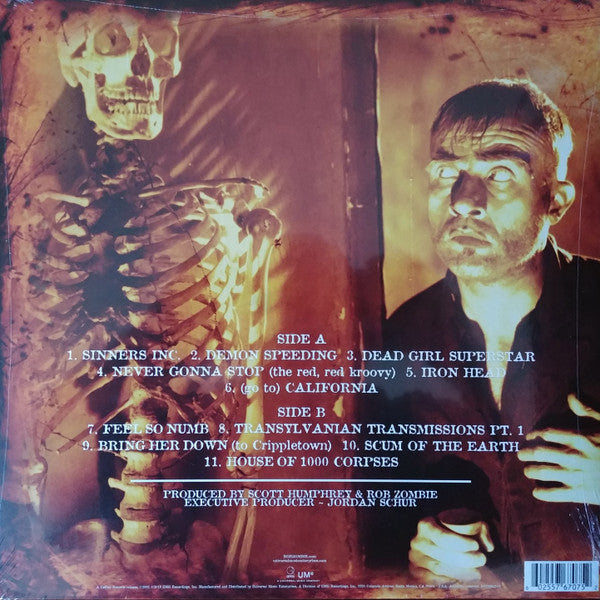 SIDE A
1. SINNERS INC. 2. DEMON SPEEDING 3. DEAD GIRL SUPERSTAR
4. NEVER GONNA STOP (the red, red kroovy) 5. IRON HEAD
6. (go to) CALIFORNIA
SIDE B
7. FEEL SO NUMB 8. TRANSYLVANIAN TRANSMISSIONS PT. 1
9. BRING HER DOWN (to Crippletown) 10. SCUM OF THE EARTH
11. HOUSE OF 1000 CORPSES
PRODUCED BY SCOTT HUMPHREY & ROB ZOMBIE
EXECUTIVE PRODUCER - JORDAN SCHUR
UMe